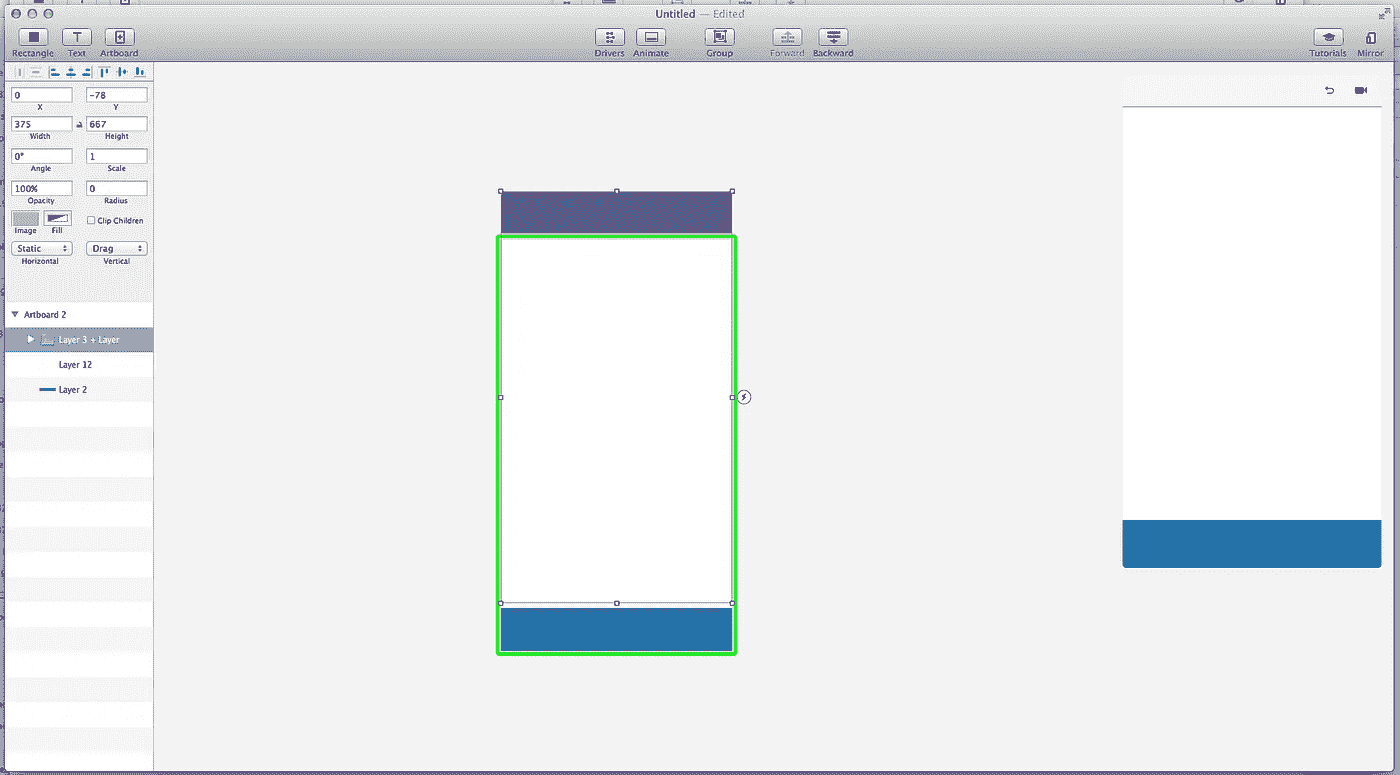 Untitled — Edited
Rectangle Text Artboard Drivers Animate Group Forward Backward Tutorials Mirror
0 -78
X Y
375 667
Width Height
0° 1
Angle Scale
100% 0
Opacity Radius
Clip Children
Image Fill
Static Drag
Horizontal Vertical
Artboard 2
Layer 3 + Layer
Layer 12
Layer 2